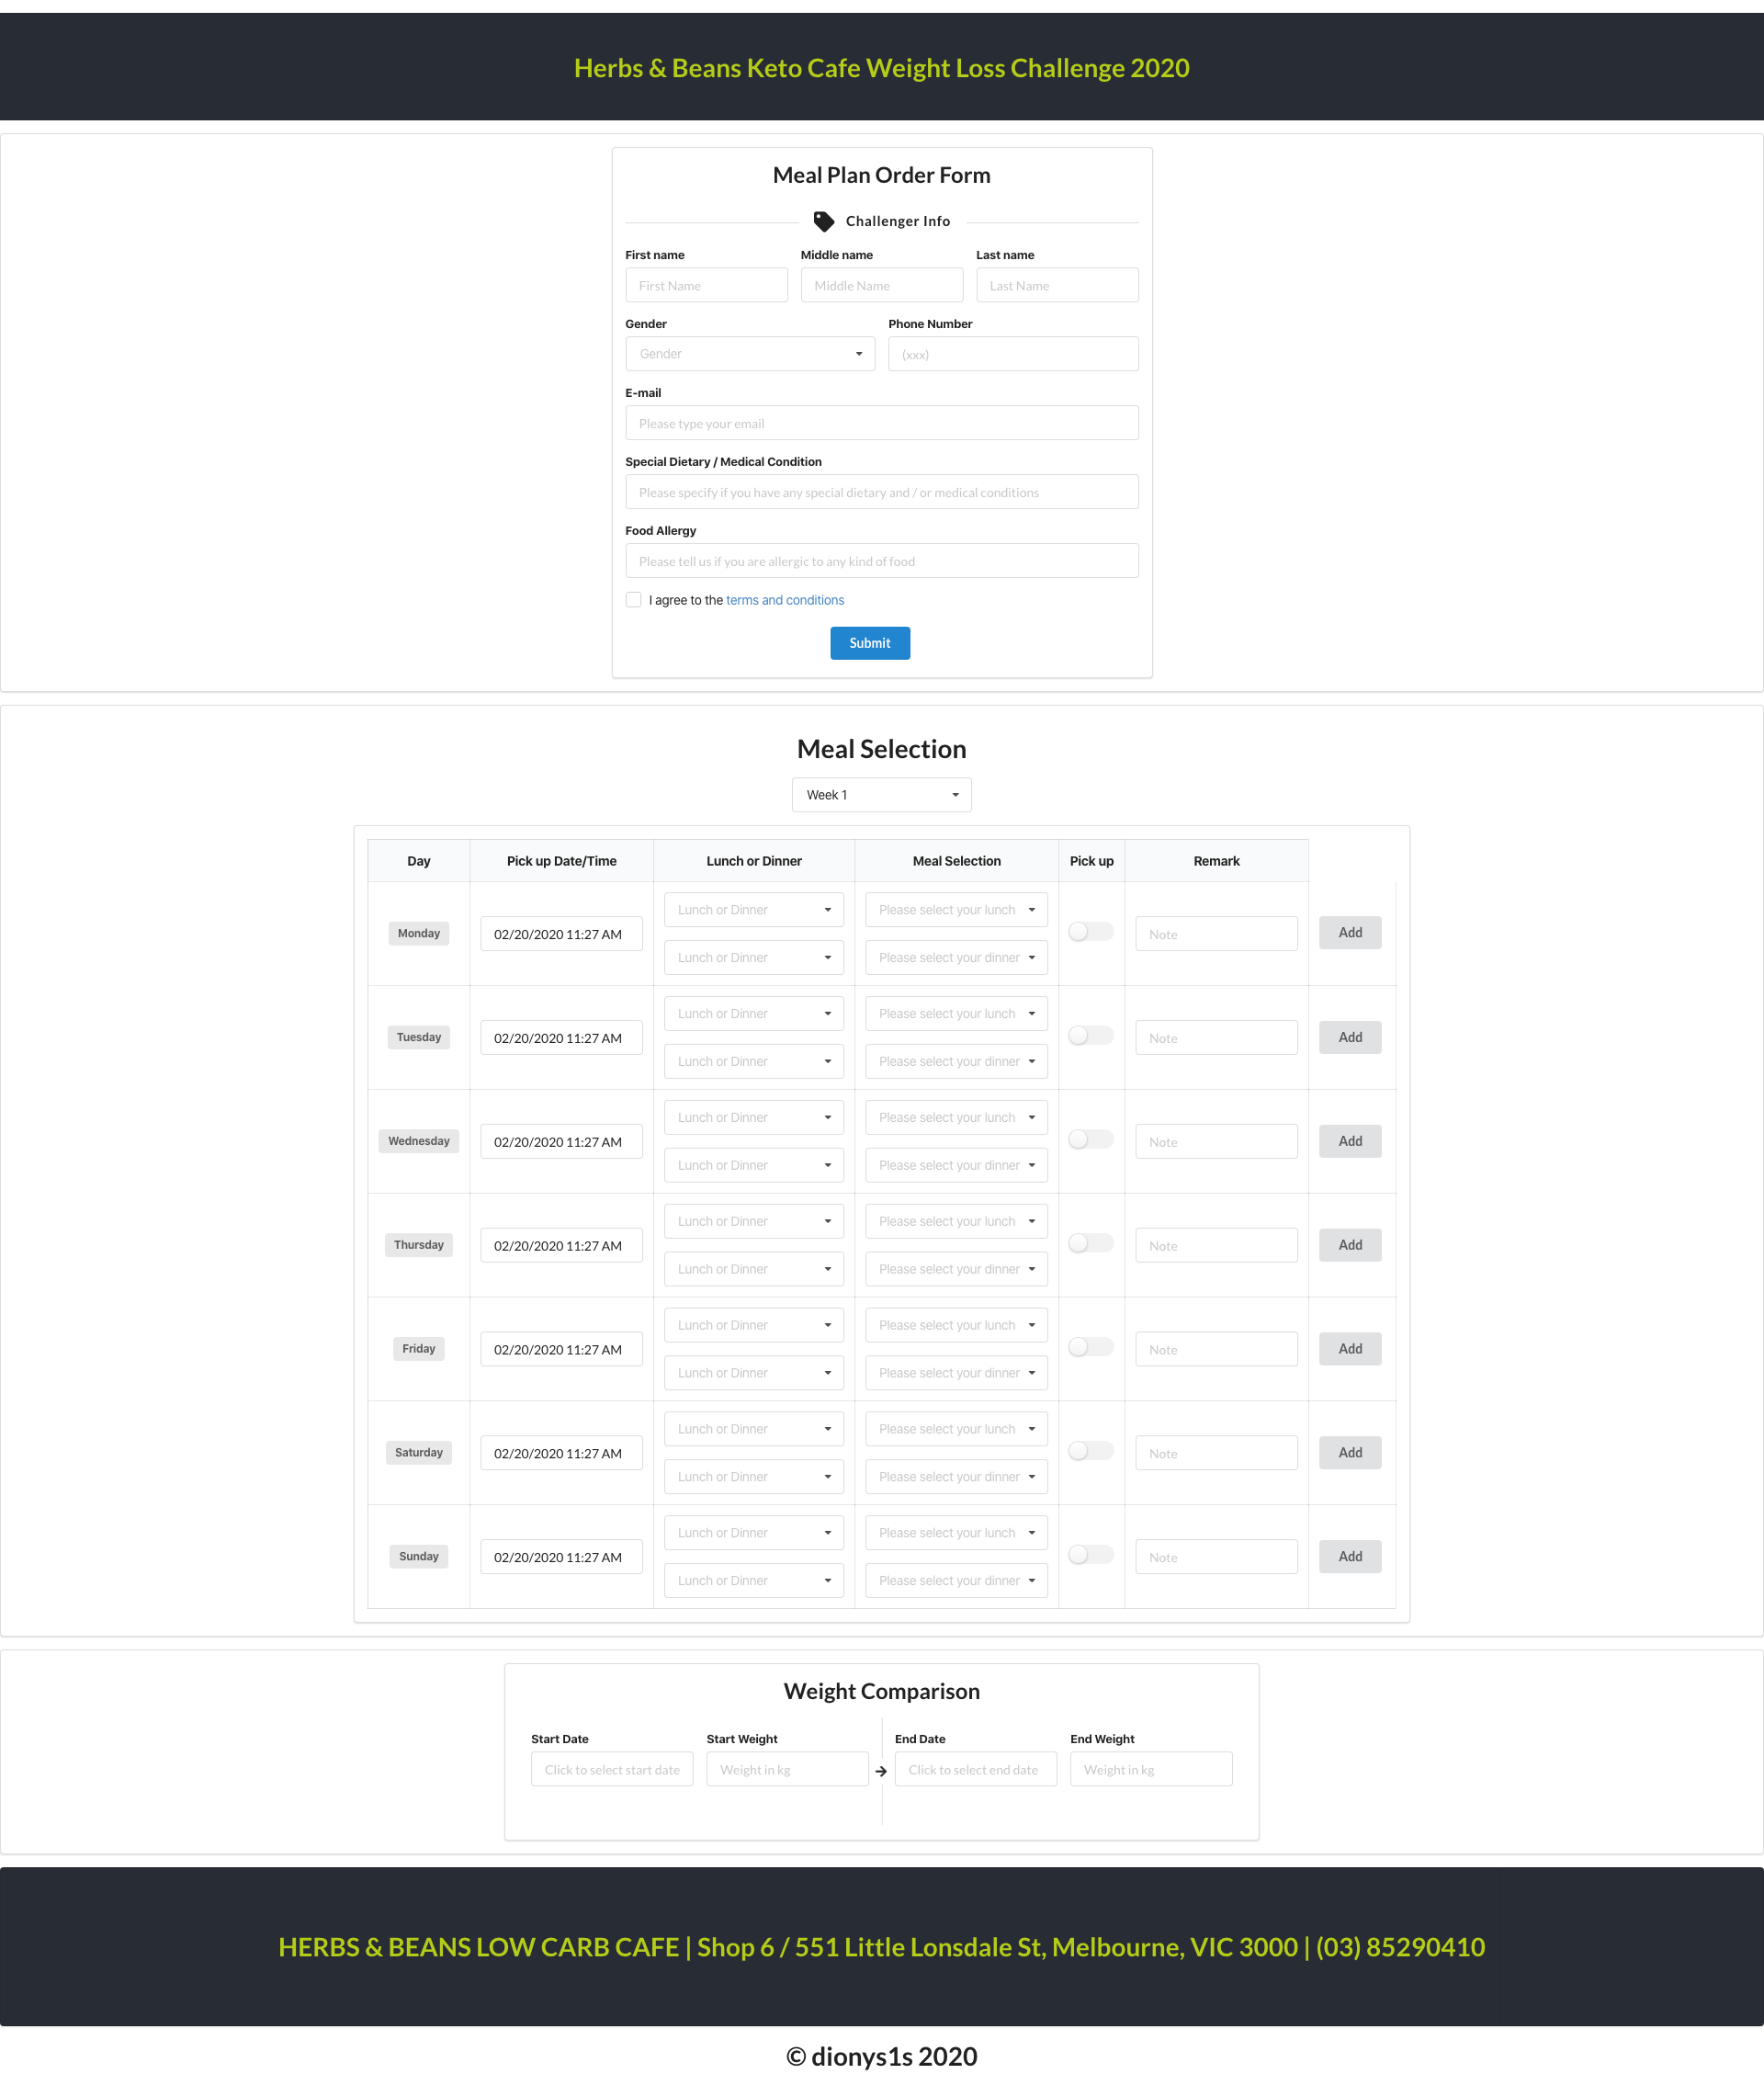 Herbs & Beans Keto Cafe Weight Loss Challenge 2020
Meal Plan Order Form
Challenger Info
First name Middle name Last name
First Name Middle Name Last Name
Gender Phone Number
Gender (xxx)
E-mail
Please type your email
Special Dietary / Medical Condition
Please specify if you have any special dietary and / or medical conditions
Food Allergy
Please tell us if you are allergic to any kind of food
I agree to the terms and conditions
Submit
Meal Selection
Week 1
Day Pick up Date/Time Lunch or Dinner Meal Selection Pick up Remark
Lunch or Dinner Please select your lunch
Monday 02/20/2020 11:27 AM Note Add
Lunch or Dinner Please select your dinner
Lunch or Dinner Please select your lunch
Tuesday 02/20/2020 11:27 AM Note Add
Lunch or Dinner Please select your dinner
Lunch or Dinner Please select your lunch
Wednesday 02/20/2020 11:27 AM Note Add
Lunch or Dinner Please select your dinner
Lunch or Dinner Please select your lunch
Thursday 02/20/2020 11:27 AM Note Add
Lunch or Dinner Please select your dinner
Lunch or Dinner Please select your lunch
Friday 02/20/2020 11:27 AM Note Add
Lunch or Dinner Please select your dinner
Lunch or Dinner Please select your lunch
Saturday 02/20/2020 11:27 AM Note Add
Lunch or Dinner Please select your dinner
Lunch or Dinner Please select your lunch
Sunday 02/20/2020 11:27 AM Note Add
Lunch or Dinner Please select your dinner
Weight Comparison
Start Date Start Weight End Date End Weight
Click to select start date Weight in kg Click to select end date Weight in kg
HERBS & BEANS LOW CARB CAFE | Shop 6 / 551 Little Lonsdale St, Melbourne, VIC 3000 | (03) 85290410
© dionys1s 2020